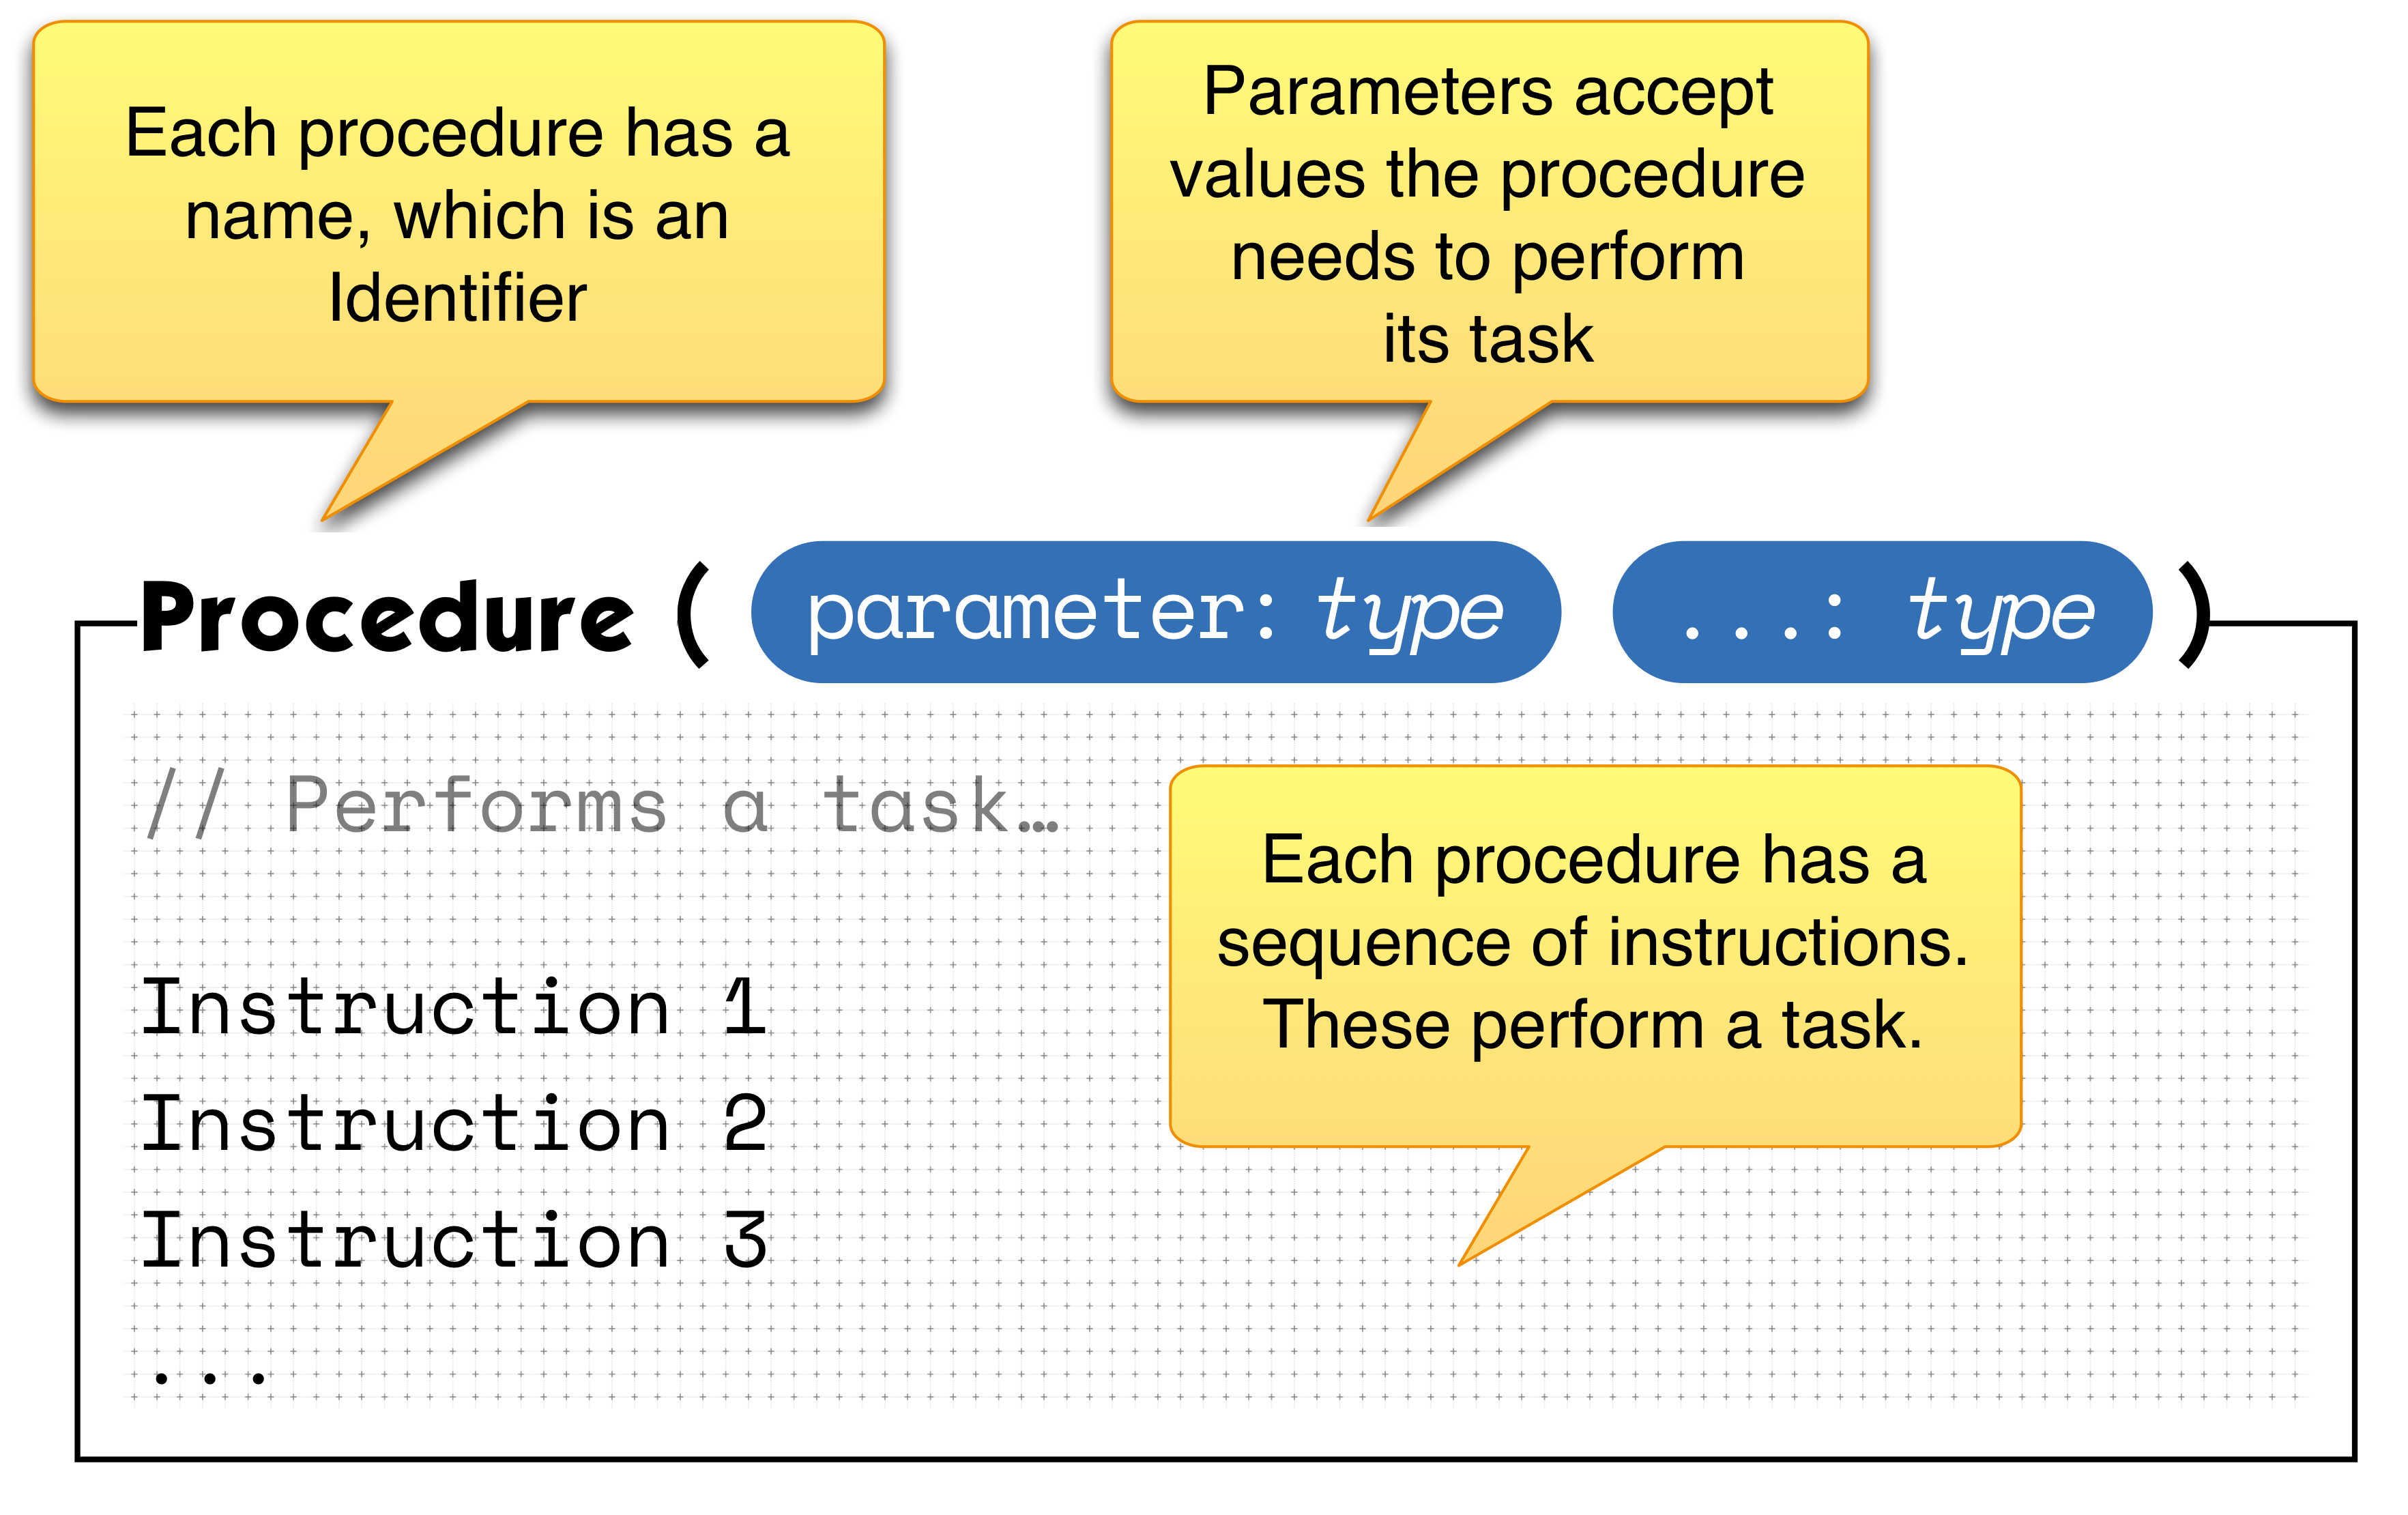 Each procedure has a
name, which is an
Identifier
Parameters accept
values the procedure
needs to perform
its task
Procedure ( parameter: type ...: type )
// Performs a task…
Each procedure has a
sequence of instructions.
These perform a task.
Instruction 1
Instruction 2
Instruction 3
...